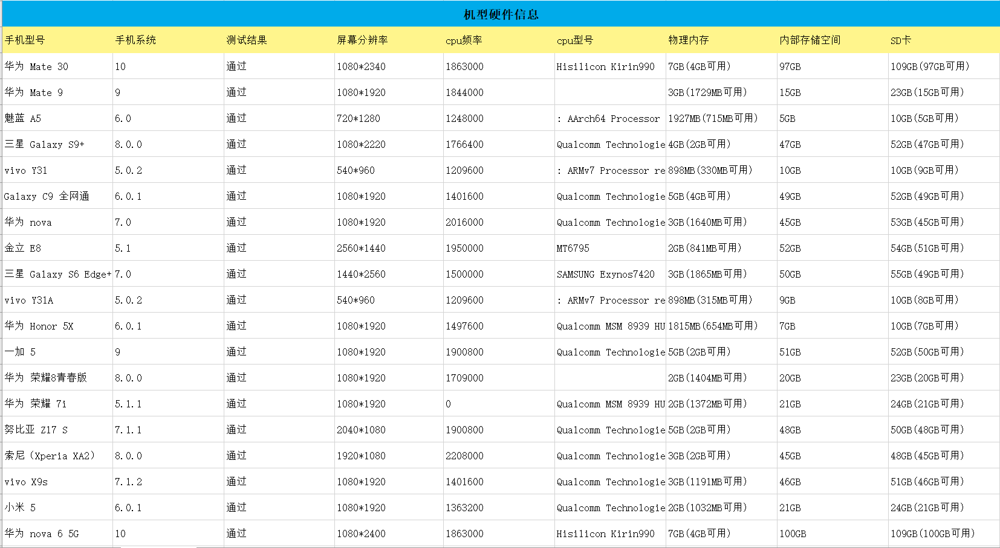 机型硬件信息
手机型号 手机系统 测试结果 屏幕分辨率 cpu频率 cpu型号 物理内存 内部存储空间 SD卡
华为 Mate 30 10 通过 1080*2340 1863000 Hisilicon Kirin990 7GB(4GB可用) 97GB 109GB(97GB可用)
华为 Mate 9 9 通过 1080*1920 1844000 3GB(1729MB可用) 15GB 23GB(15GB可用)
魅蓝 A5 6.0 通过 720*1280 1248000 : AArch64 Processor 1927MB(715MB可用) 5GB 10GB(5GB可用)
三星 Galaxy S9+ 8.0.0 通过 1080*2220 1766400 Qualcomm Technologie 4GB(2GB可用) 47GB 52GB(47GB可用)
vivo Y31 5.0.2 通过 540*960 1209600 : ARMv7 Processor re 898MB(330MB可用) 10GB 10GB(9GB可用)
Galaxy C9 全网通 6.0.1 通过 1080*1920 1401600 Qualcomm Technologie 5GB(4GB可用) 49GB 52GB(49GB可用)
华为 nova 7.0 通过 1080*1920 2016000 Qualcomm Technologie 3GB(1640MB可用) 45GB 53GB(45GB可用)
金立 E8 5.1 通过 2560*1440 1950000 MT6795 2GB(841MB可用) 52GB 54GB(51GB可用)
三星 Galaxy S6 Edge+ 7.0 通过 1440*2560 1500000 SAMSUNG Exynos7420 3GB(1865MB可用) 50GB 55GB(49GB可用)
vivo Y31A 5.0.2 通过 540*960 1209600 : ARMv7 Processor re 898MB(315MB可用) 9GB 10GB(8GB可用)
华为 Honor 5X 6.0.1 通过 1080*1920 1497600 Qualcomm MSM 8939 HU 1815MB(654MB可用) 7GB 10GB(7GB可用)
一加 5 9 通过 1080*1920 1900800 Qualcomm Technologie 5GB(2GB可用) 51GB 52GB(50GB可用)
华为 荣耀8青春版 8.0.0 通过 1080*1920 1709000 2GB(1404MB可用) 20GB 23GB(20GB可用)
华为 荣耀 7i 5.1.1 通过 1080*1920 0 Qualcomm MSM 8939 HU 2GB(1372MB可用) 21GB 24GB(21GB可用)
努比亚 Z17 S 7.1.1 通过 2040*1080 1900800 Qualcomm Technologie 5GB(2GB可用) 48GB 50GB(48GB可用)
索尼（Xperia XA2） 8.0.0 通过 1920*1080 2208000 Qualcomm Technologie 3GB(2GB可用) 45GB 48GB(45GB可用)
vivo X9s 7.1.2 通过 1080*1920 1401600 Qualcomm Technologie 3GB(1191MB可用) 46GB 51GB(46GB可用)
小米 5 6.0.1 通过 1080*1920 1363200 Qualcomm Technologie 2GB(1032MB可用) 21GB 24GB(21GB可用)
华为 nova 6 5G 10 通过 1080*2400 1863000 Hisilicon Kirin990 7GB(4GB可用) 100GB 109GB(100GB可用)